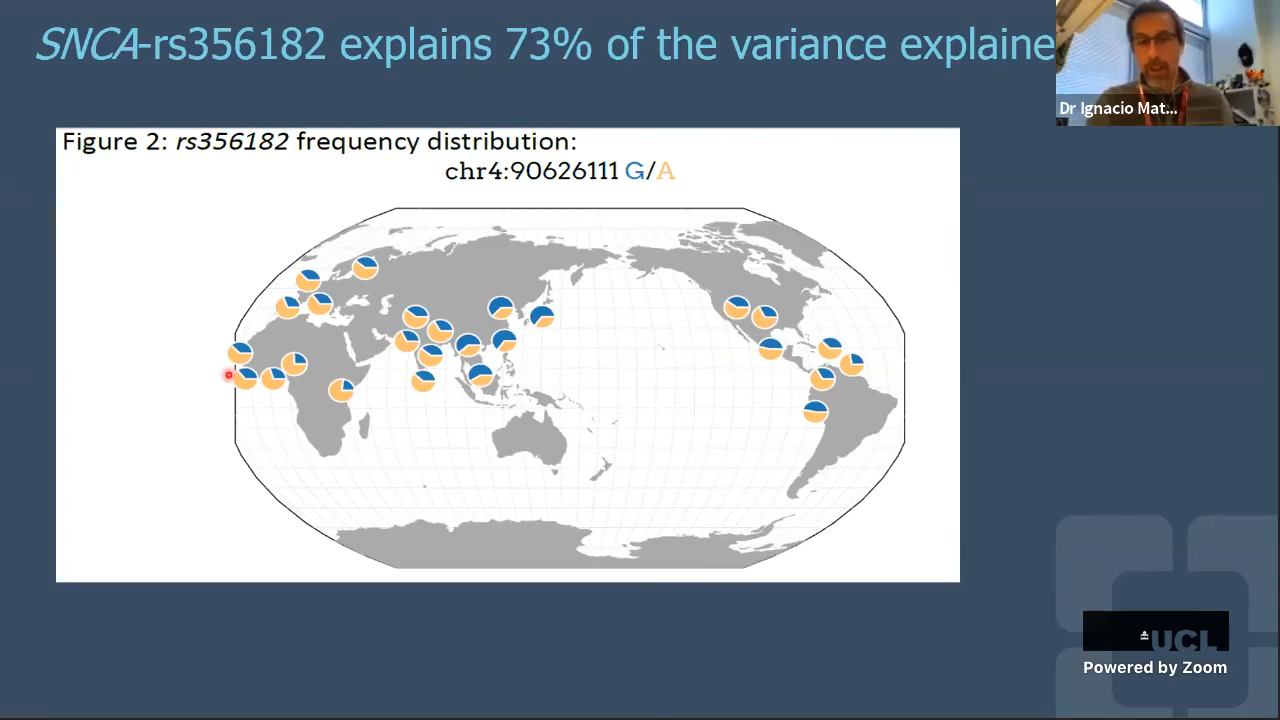 SNCA-rs356182 explains 73% of the variance explaine
Dr Ignacio Mat...
Figure 2: rs356182 frequency distribution:
chr4:90626111 G/A
UCL
Powered by Zoom